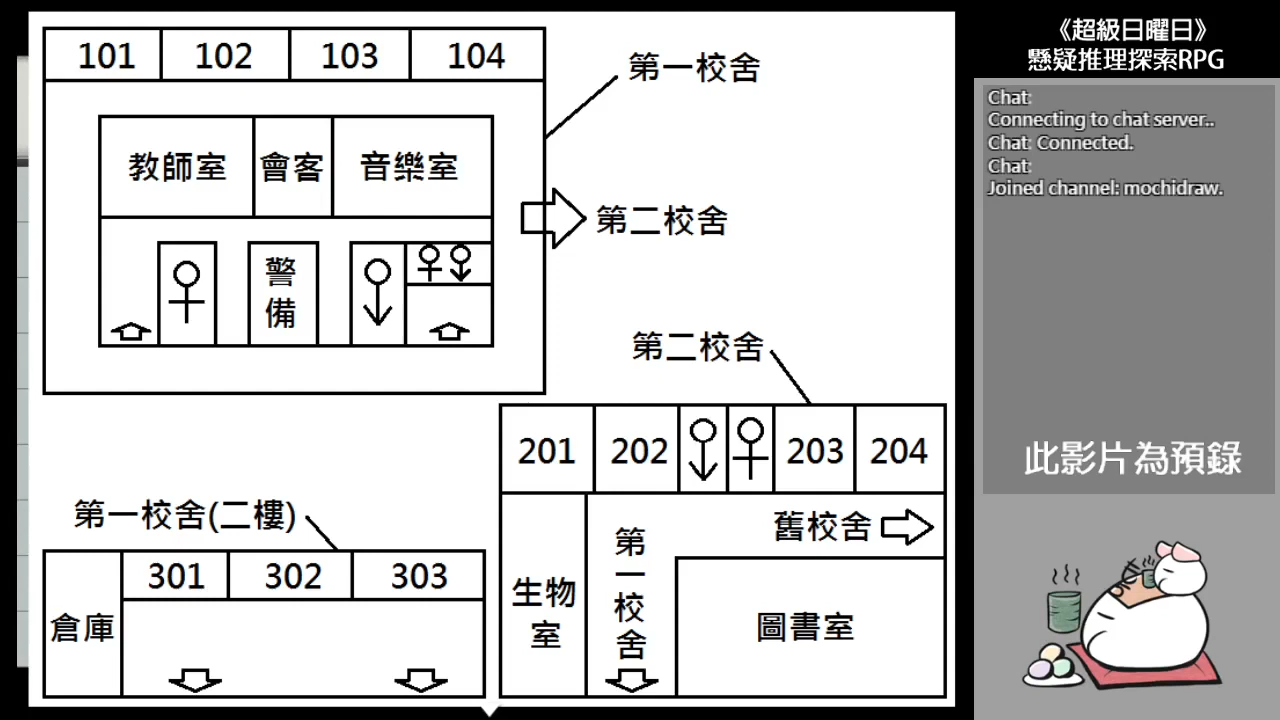 101 102 103 104
第一校舍
教師室 會客 音樂室
第二校舍
警備
第二校舍
201 202 203 204
第一校舍(二樓)
301 302 303
倉庫
舊校舍
第一校舍
生物室
圖書室
《超級日曜日》
懸疑推理探索RPG
Chat:
Connecting to chat server..
Chat: Connected.
Chat:
Joined channel: mochidraw.
此影片為預錄